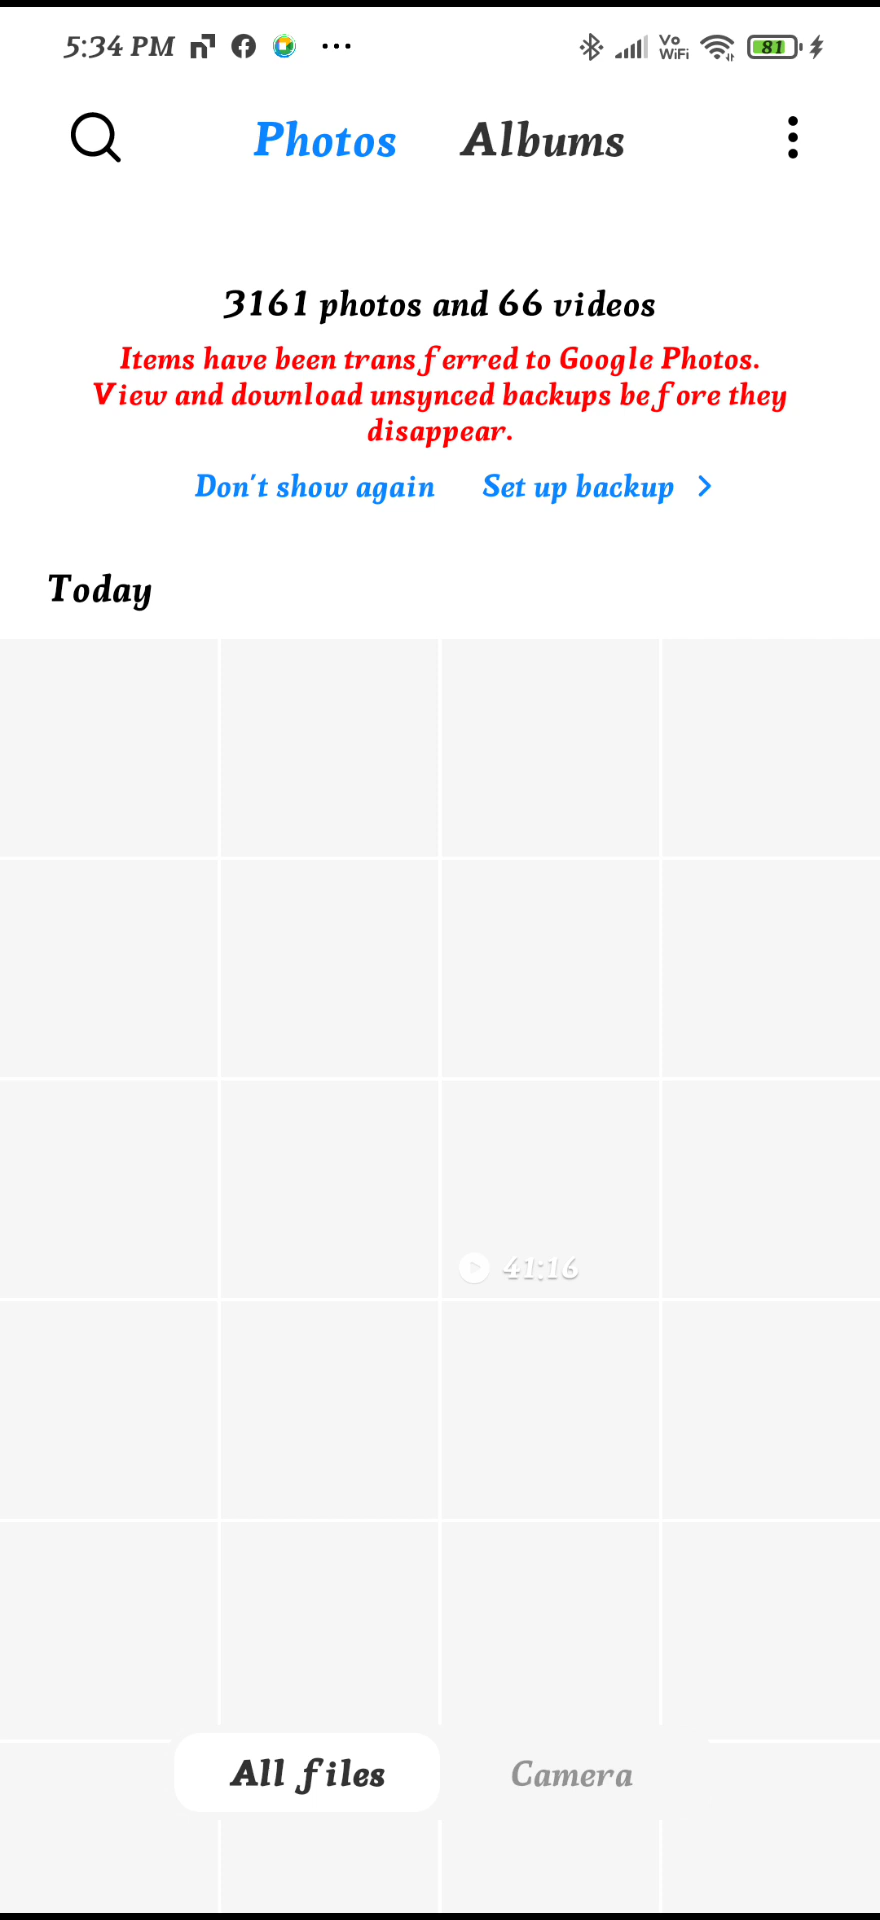 5:34 PM
Vo
WiFi
81
Photos Albums
3161 photos and 66 videos
Items have been transferred to Google Photos.
View and download unsynced backups before they
disappear.
Don't show again Set up backup
Today
41:16
All files Camera